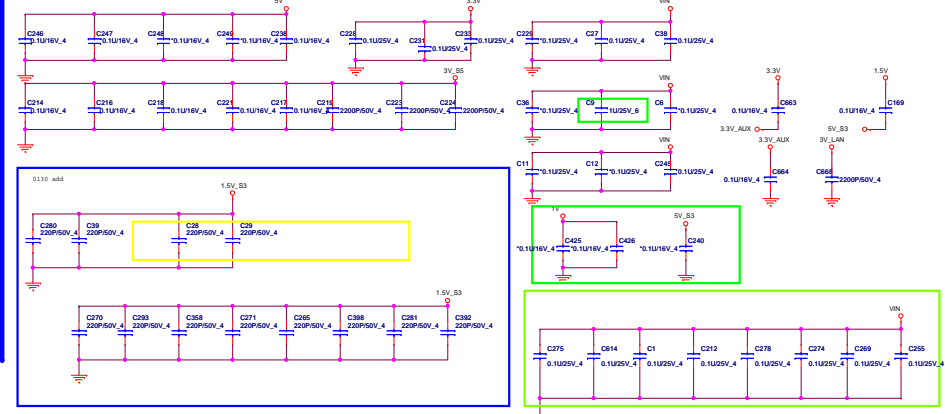 5V 3.3V VIN
C246 C247 C248 C249 C238 C228 C231 C233 C229 C27 C38
0.1U/16V_4 0.1U/16V_4 *0.1U/16V_4 *0.1U/16V_4 0.1U/16V_4 0.1U/25V_4 0.1U/25V_4 0.1U/25V_4 *0.1U/25V_4 0.1U/25V_4 0.1U/25V_4
3V_S5 VIN 3.3V 1.5V
C214 C216 C218 C221 C217 C219 C223 C224 C36 C9 C6 C663 C169
0.1U/16V_4 0.1U/16V_4 0.1U/16V_4 0.1U/16V_4 0.1U/16V_4 2200P/50V_4 2200P/50V_4 2200P/50V_4 *0.1U/25V_4 1U/25V_6 *0.1U/25V_4 0.1U/16V_4 0.1U/16V_4
3.3V_AUX 5V_S3
VIN 3.3V_AUX 3V_LAN
C11 C12 C245 C664 C668
*0.1U/25V_4 *0.1U/25V_4 0.1U/25V_4 0.1U/16V_4 2200P/50V_4
0130 add
1.5V_S3
C280 C39 C28 C29
220P/50V_4 220P/50V_4 220P/50V_4 220P/50V_4
1V 5V_S3
C425 C426 C240
*0.1U/16V_4 *0.1U/16V_4 *0.1U/16V_4
1.5V_S3
C270 C293 C358 C271 C265 C398 C281 C392
220P/50V_4 220P/50V_4 220P/50V_4 220P/50V_4 220P/50V_4 220P/50V_4 220P/50V_4 220P/50V_4
VIN
C275 C614 C1 C212 C278 C274 C269 C255
0.1U/25V_4 0.1U/25V_4 0.1U/25V_4 0.1U/25V_4 0.1U/25V_4 0.1U/25V_4 0.1U/25V_4 0.1U/25V_4